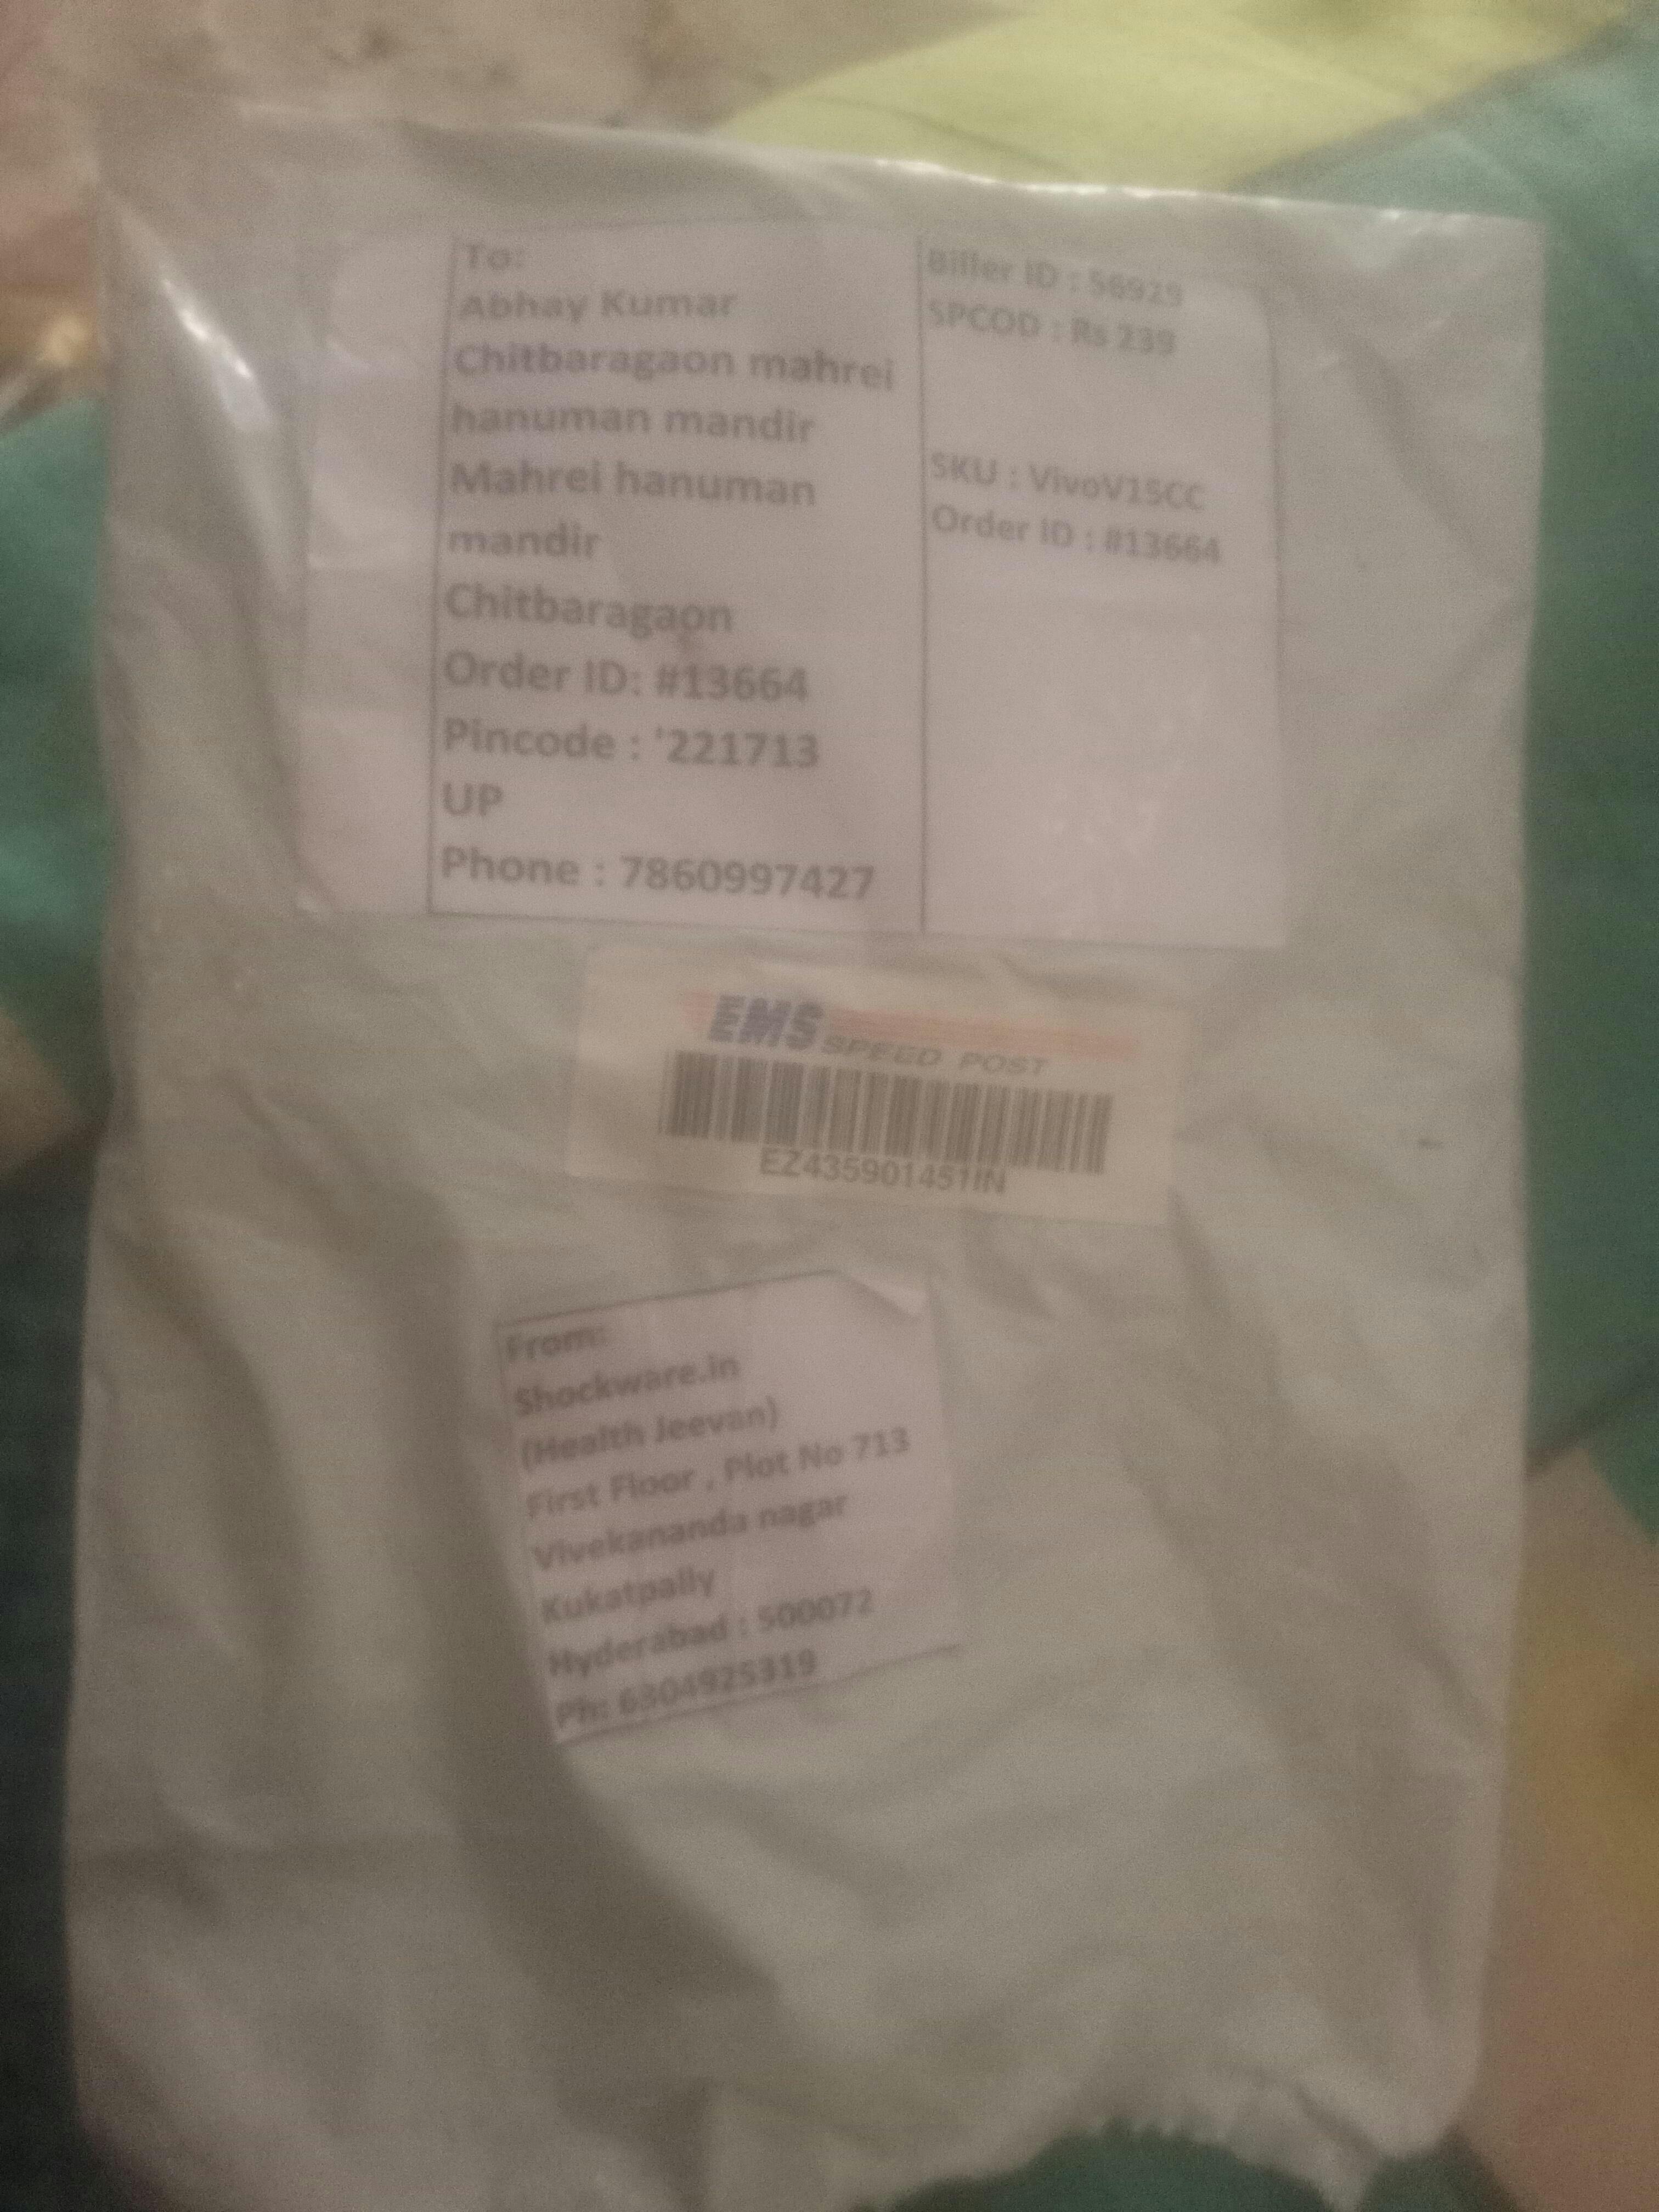 To:
Abhay Kumar
Chitbaragaon mahrei
hanuman mandir
Mahrei hanuman
mandir
Chitbaragaon
Order ID: #13664
Pincode : '221713
UP
Phone : 7860997427
Biller ID : 56929
SPCOD : Rs 239
SKU : VivoV15CC
Order ID : #13664
EMS SPEED POST
EZ435901451IN
From:
Shockware.in
(Health Jeevan)
First Floor , Plot No 713
Vivekananda nagar
Kukatpally
Hyderabad : 500072
Ph: 6304925319